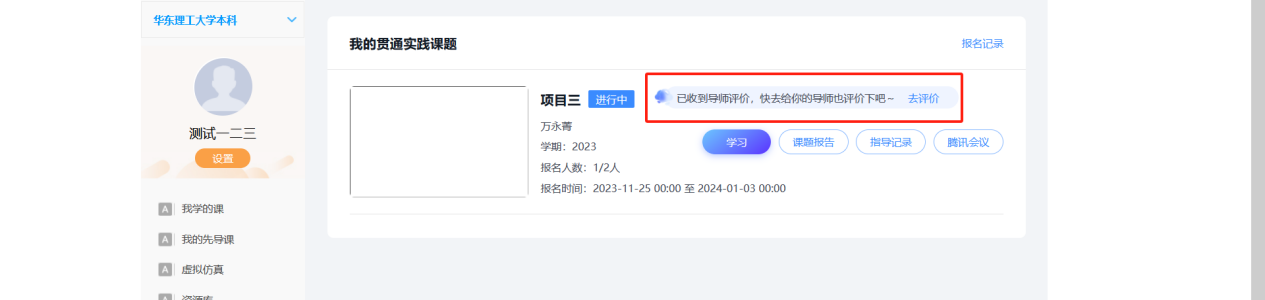 华东理工大学本科
测试一二三
设置
A 我学的课
A 我的先导课
A 虚拟仿真
A 资源库
我的贯通实践课题
报名记录
项目三 进行中 已收到导师评价，快去给你的导师也评价下吧～ 去评价
万永菁
学期：2023
学习 课题报告 指导记录 腾讯会议
报名人数：1/2人
报名时间：2023-11-25 00:00 至 2024-01-03 00:00